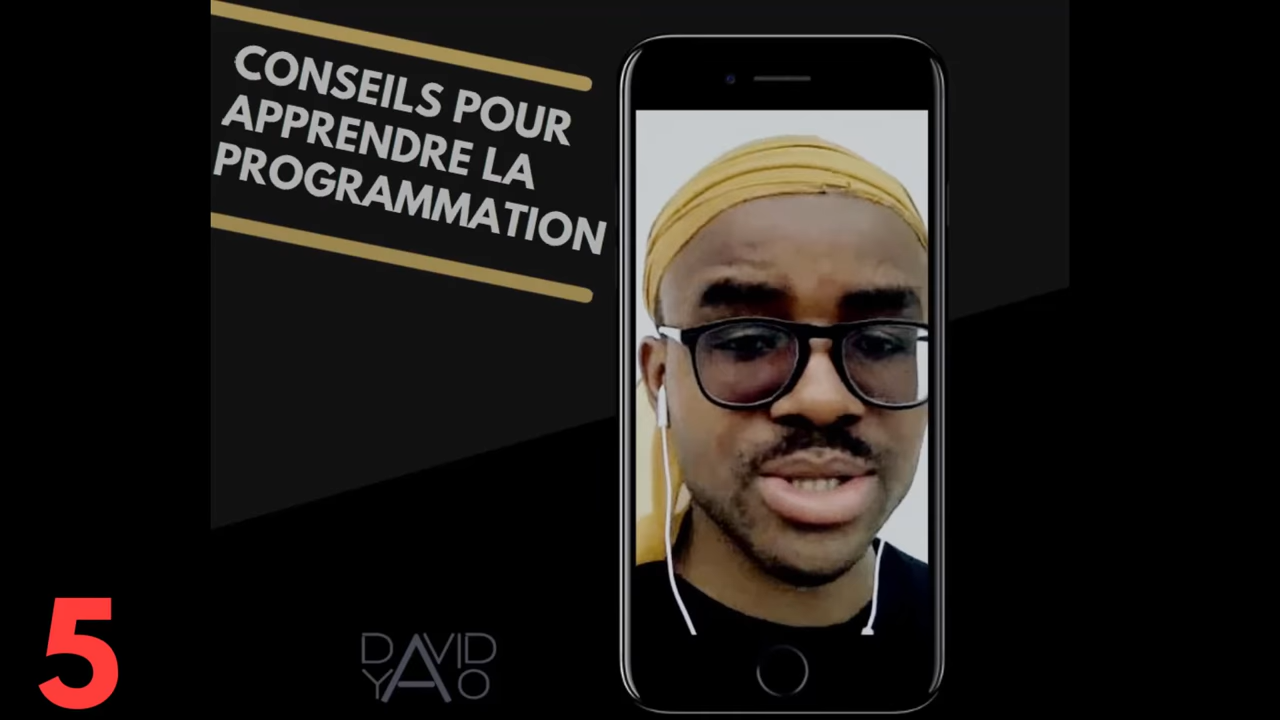 CONSEILS POUR
APPRENDRE LA
PROGRAMMATION
5
DAVID
YAO